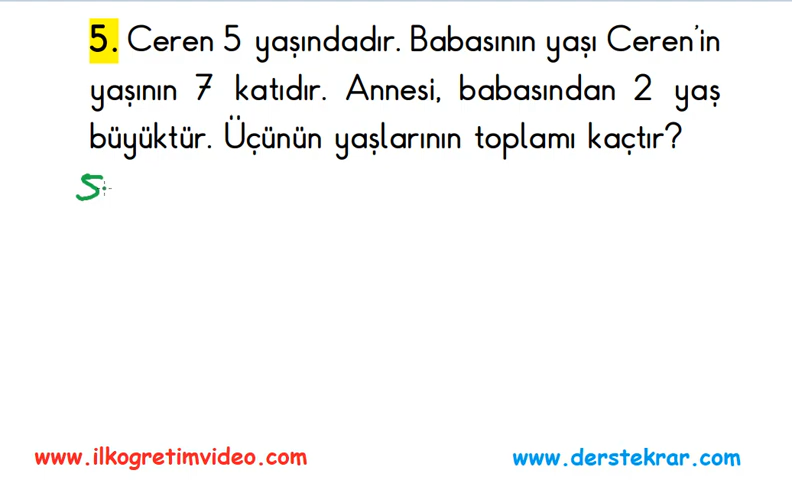 5. Ceren 5 yaşındadır. Babasının yaşı Ceren'in
yaşının 7 katıdır. Annesi, babasından 2 yaş
büyüktür. Üçünün yaşlarının toplamı kaçtır?
5
www.ilkogretimvideo.com
www.derstekrar.com